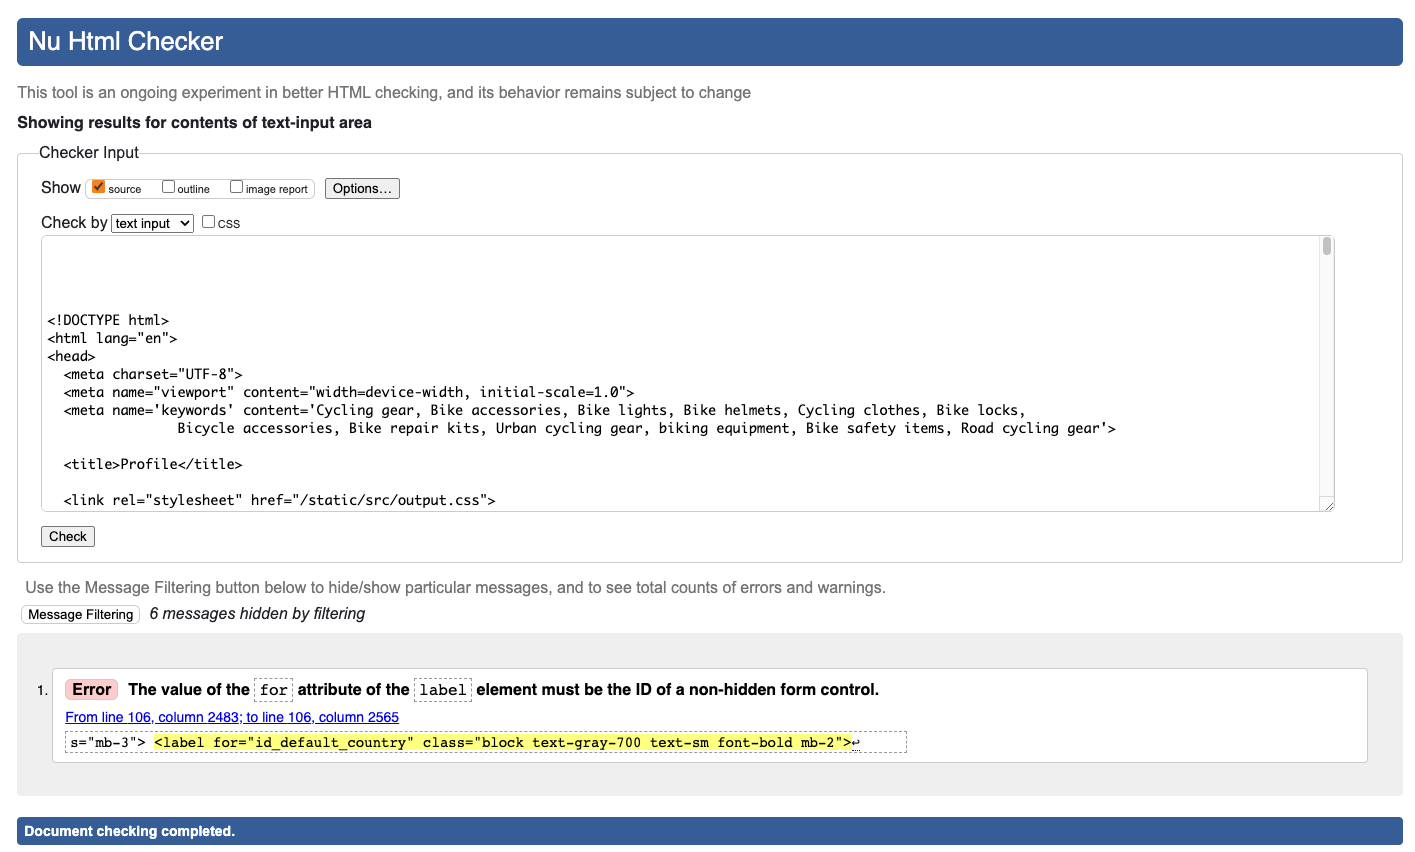 Nu Html Checker
This tool is an ongoing experiment in better HTML checking, and its behavior remains subject to change
Showing results for contents of text-input area
Checker Input
Show source outline image report Options…
Check by text input CSS
<!DOCTYPE html>
<html lang="en">
<head>
<meta charset="UTF-8">
<meta name="viewport" content="width=device-width, initial-scale=1.0">
<meta name='keywords' content='Cycling gear, Bike accessories, Bike lights, Bike helmets, Cycling clothes, Bike locks,
Bicycle accessories, Bike repair kits, Urban cycling gear, biking equipment, Bike safety items, Road cycling gear'>
<title>Profile</title>
<link rel="stylesheet" href="/static/src/output.css">
Check
Use the Message Filtering button below to hide/show particular messages, and to see total counts of errors and warnings.
Message Filtering 6 messages hidden by filtering
1. Error The value of the for attribute of the label element must be the ID of a non-hidden form control.
From line 106, column 2483; to line 106, column 2565
s="mb-3"> <label for="id_default_country" class="block text-gray-700 text-sm font-bold mb-2">↩
Document checking completed.